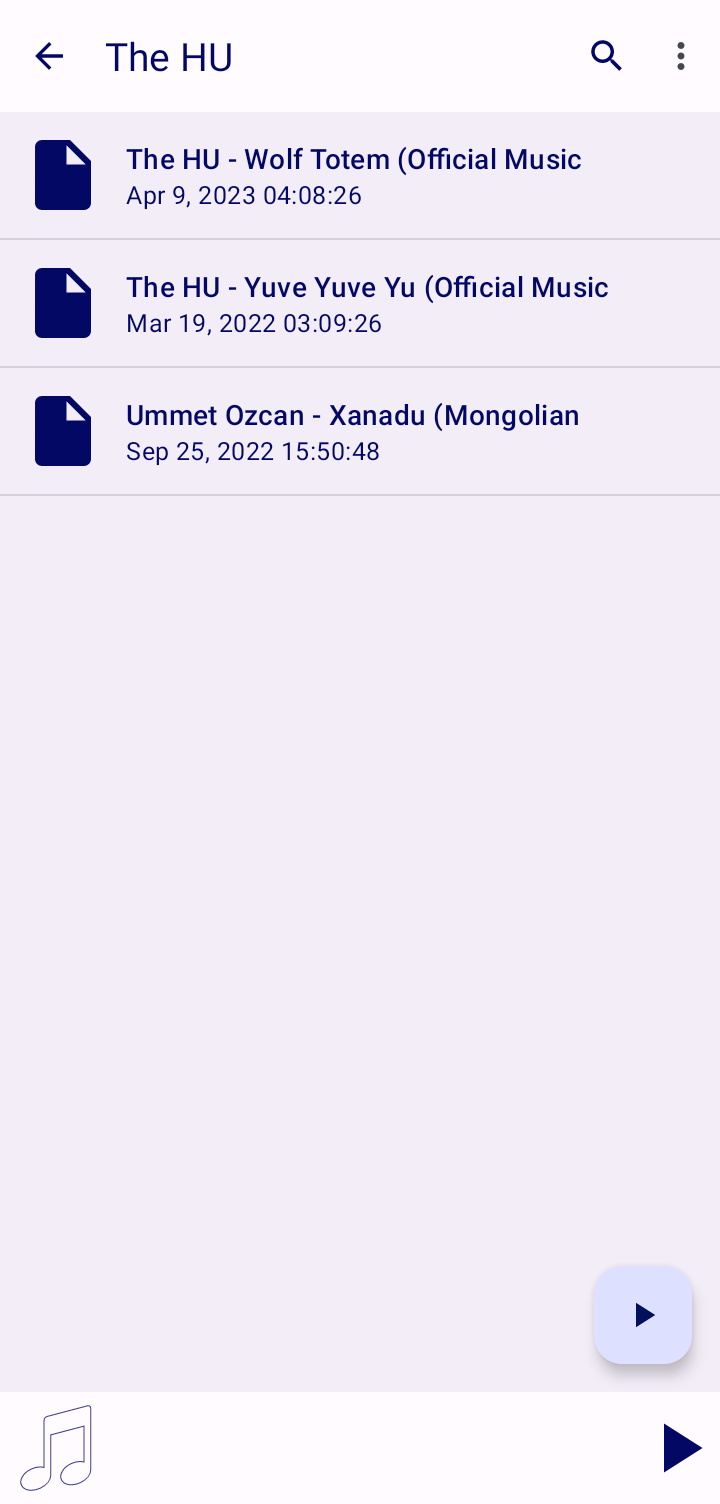 The HU
The HU - Wolf Totem (Official Music
Apr 9, 2023 04:08:26
The HU - Yuve Yuve Yu (Official Music
Mar 19, 2022 03:09:26
Ummet Ozcan - Xanadu (Mongolian
Sep 25, 2022 15:50:48